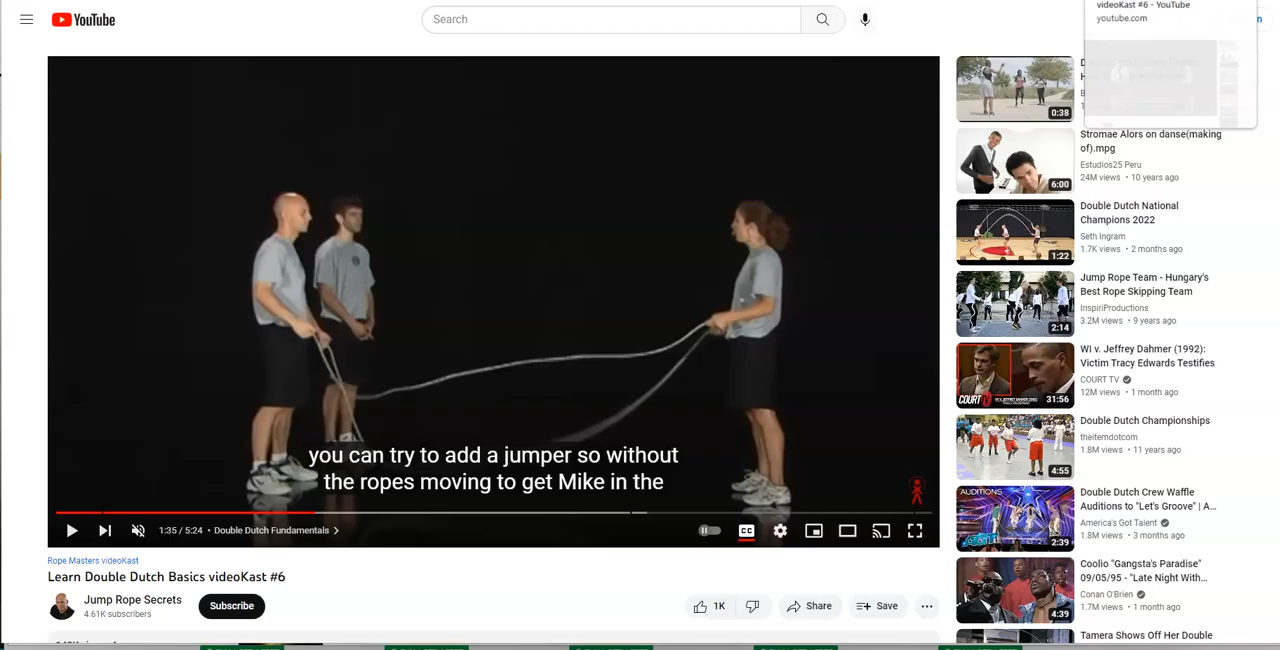 YouTube
Search
videoKast #6 - YouTube
youtube.com
you can try to add a jumper so without
the ropes moving to get Mike in the
1:35 / 5:24 • Double Dutch Fundamentals
CC
Rope Masters videoKast
Learn Double Dutch Basics videoKast #6
Jump Rope Secrets
4.61K subscribers
Subscribe
1K
Share
Save
0:38
6:00
Stromae Alors on danse(making
of).mpg
Estudios25 Peru
24M views • 10 years ago
1:22
Double Dutch National
Champions 2022
Seth Ingram
1.7K views • 2 months ago
2:14
Jump Rope Team - Hungary's
Best Rope Skipping Team
InspiriProductions
3.2M views • 9 years ago
COURT TV
31:56
WI v. Jeffrey Dahmer (1992):
Victim Tracy Edwards Testifies
COURT TV
12M views • 1 month ago
4:55
Double Dutch Championships
theitemdotcom
1.8M views • 11 years ago
AUDITIONS
2:39
Double Dutch Crew Waffle
Auditions to "Let's Groove" | A...
America's Got Talent
1.8M views • 3 months ago
4:39
Coolio "Gangsta's Paradise"
09/05/95 - "Late Night With...
Conan O'Brien
1.7M views • 1 month ago
Tamera Shows Off Her Double